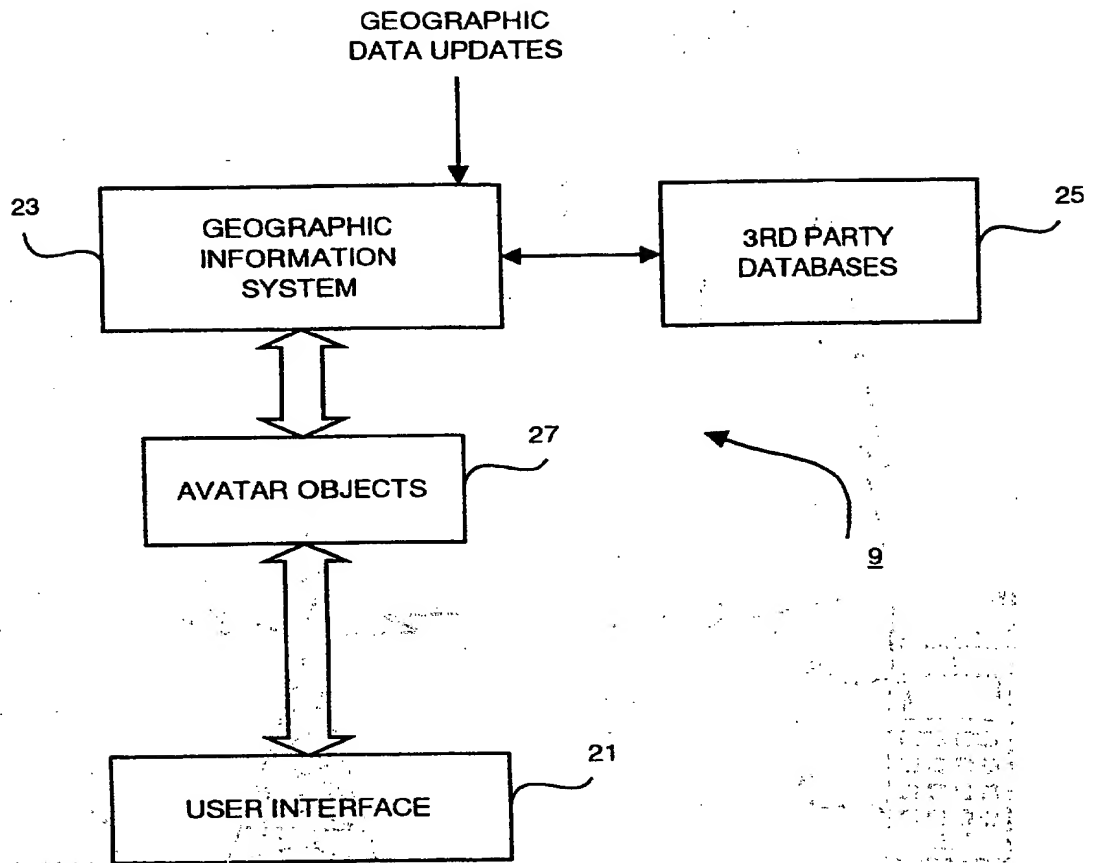 GEOGRAPHIC
DATA UPDATES
23
GEOGRAPHIC
INFORMATION
SYSTEM
3RD PARTY
DATABASES
25
27
AVATAR OBJECTS
9
21
USER INTERFACE